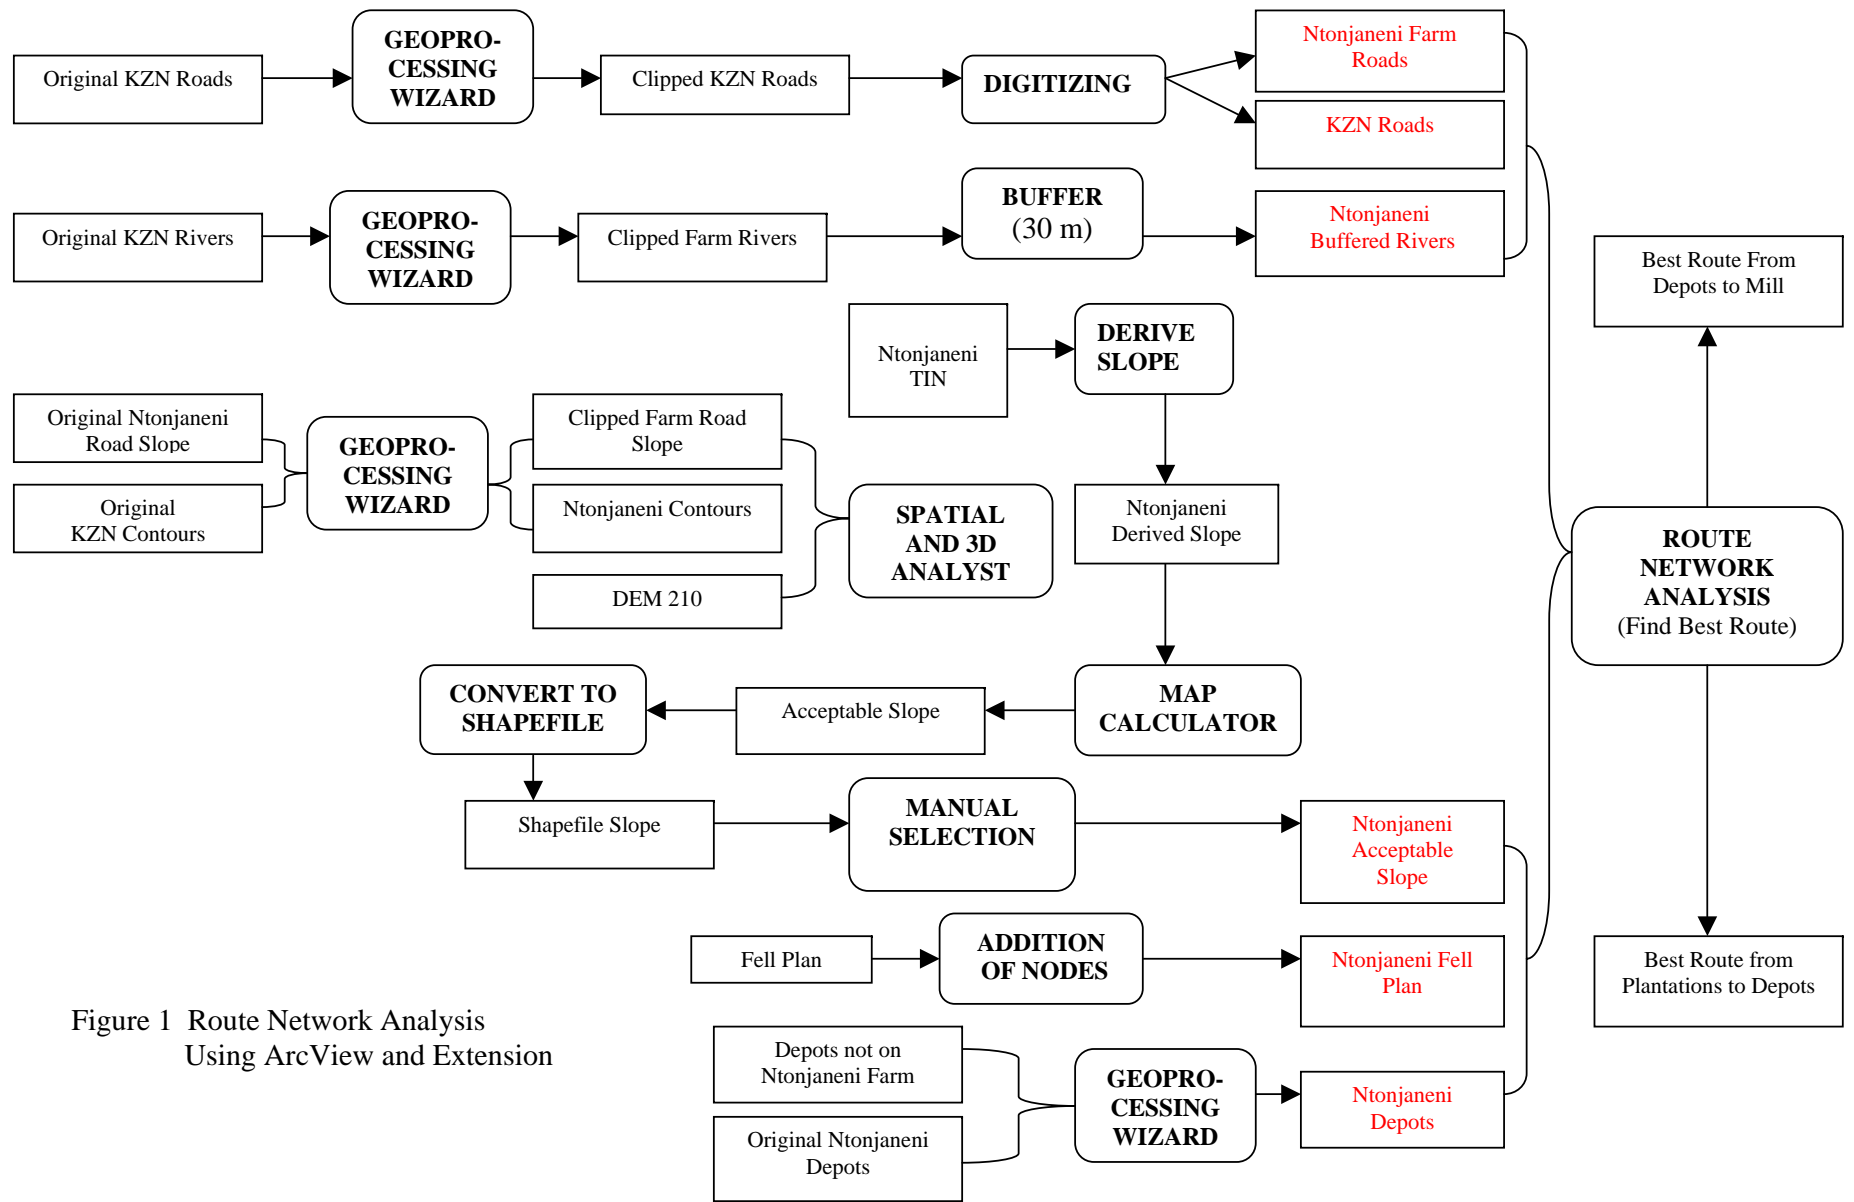 Original KZN Roads
GEOPRO-
CESSING
WIZARD
Clipped KZN Roads
DIGITIZING
Ntonjaneni Farm
Roads
KZN Roads
Original KZN Rivers
GEOPRO-
CESSING
WIZARD
Clipped Farm Rivers
BUFFER
(30 m)
Ntonjaneni
Buffered Rivers
Best Route From
Depots to Mill
Ntonjaneni
TIN
DERIVE
SLOPE
Original Ntonjaneni
Road Slope
Original
KZN Contours
GEOPRO-
CESSING
WIZARD
Clipped Farm Road
Slope
Ntonjaneni Contours
DEM 210
SPATIAL
AND 3D
ANALYST
Ntonjaneni
Derived Slope
ROUTE
NETWORK
ANALYSIS
(Find Best Route)
CONVERT TO
SHAPEFILE
Acceptable Slope
MAP
CALCULATOR
Shapefile Slope
MANUAL
SELECTION
Ntonjaneni
Acceptable
Slope
Fell Plan
ADDITION
OF NODES
Ntonjaneni Fell
Plan
Best Route from
Plantations to Depots
Figure 1 Route Network Analysis
Using ArcView and Extension
Depots not on
Ntonjaneni Farm
Original Ntonjaneni
Depots
GEOPRO-
CESSING
WIZARD
Ntonjaneni
Depots